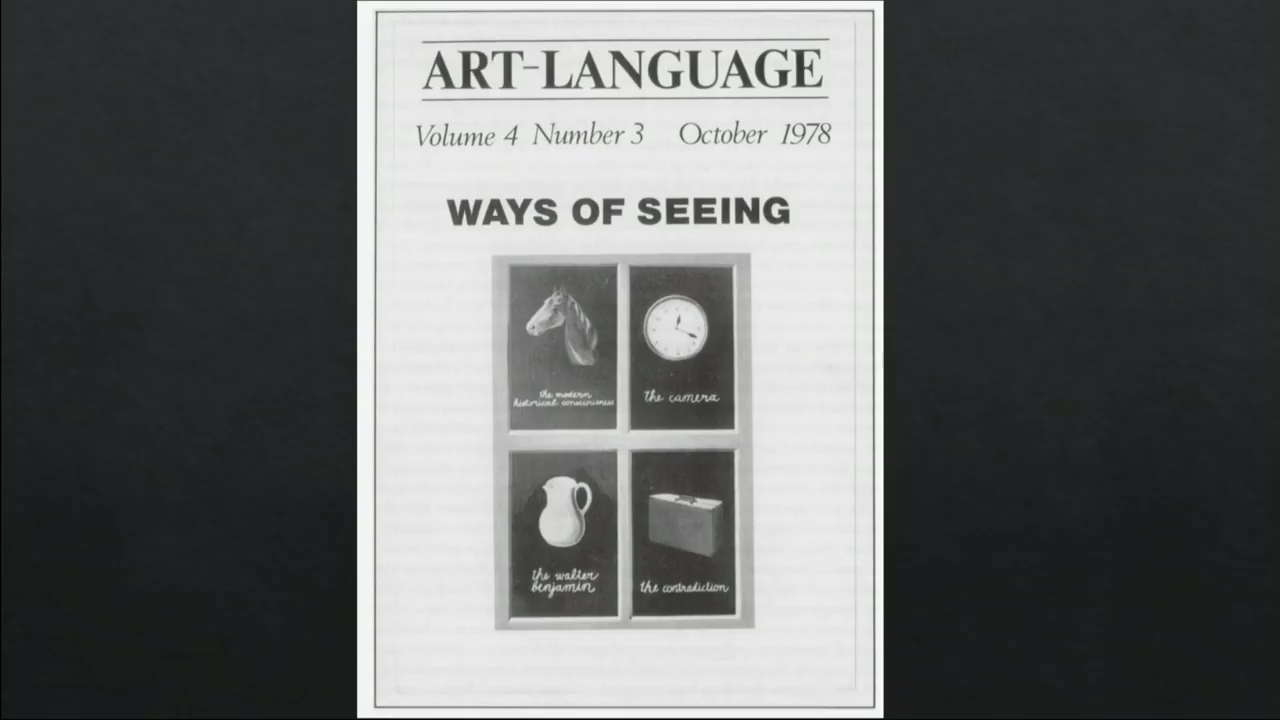 ART-LANGUAGE
Volume 4 Number 3 October 1978
WAYS OF SEEING
the modern
historical consciousness
the camera
the walter
benjamin
the contradiction